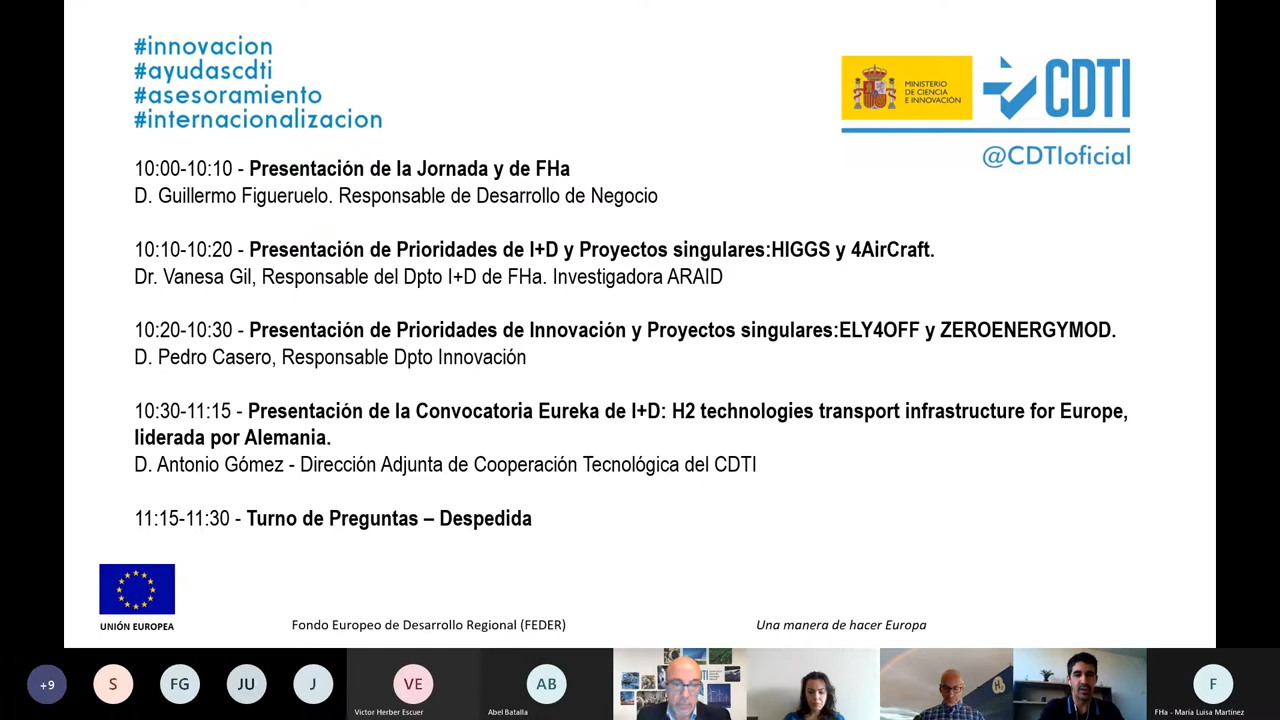 #innovacion
#ayudascdti
#asesoramiento
#internacionalizacion
MINISTERIO
DE CIENCIA
E INNOVACIÓN
CDTI
@CDTIoficial
10:00-10:10 - Presentación de la Jornada y de FHa
D. Guillermo Figueruelo. Responsable de Desarrollo de Negocio
10:10-10:20 - Presentación de Prioridades de I+D y Proyectos singulares:HIGGS y 4AirCraft.
Dr. Vanesa Gil, Responsable del Dpto I+D de FHa. Investigadora ARAID
10:20-10:30 - Presentación de Prioridades de Innovación y Proyectos singulares:ELY4OFF y ZEROENERGYMOD.
D. Pedro Casero, Responsable Dpto Innovación
10:30-11:15 - Presentación de la Convocatoria Eureka de I+D: H2 technologies transport infrastructure for Europe,
liderada por Alemania.
D. Antonio Gómez - Dirección Adjunta de Cooperación Tecnológica del CDTI
11:15-11:30 - Turno de Preguntas – Despedida
UNIÓN EUROPEA
Fondo Europeo de Desarrollo Regional (FEDER)
Una manera de hacer Europa
+9
S
FG
JU
J
VE
Victor Herber Escuer
AB
Abel Batalla
F
FHa - María Luisa Martínez